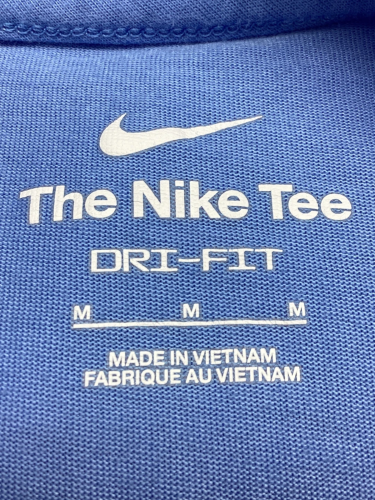 The Nike Tee
DRI-FIT
M M M
MADE IN VIETNAM
FABRIQUE AU VIETNAM